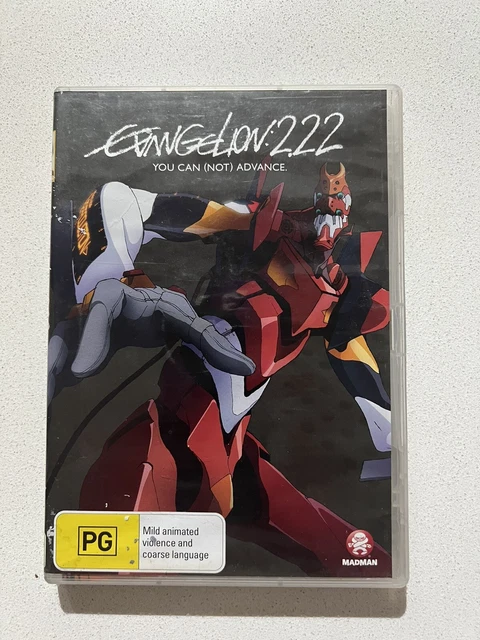 EVANGELION:2.22
YOU CAN (NOT) ADVANCE.
PG
Mild animated
violence and
coarse language
MADMAN